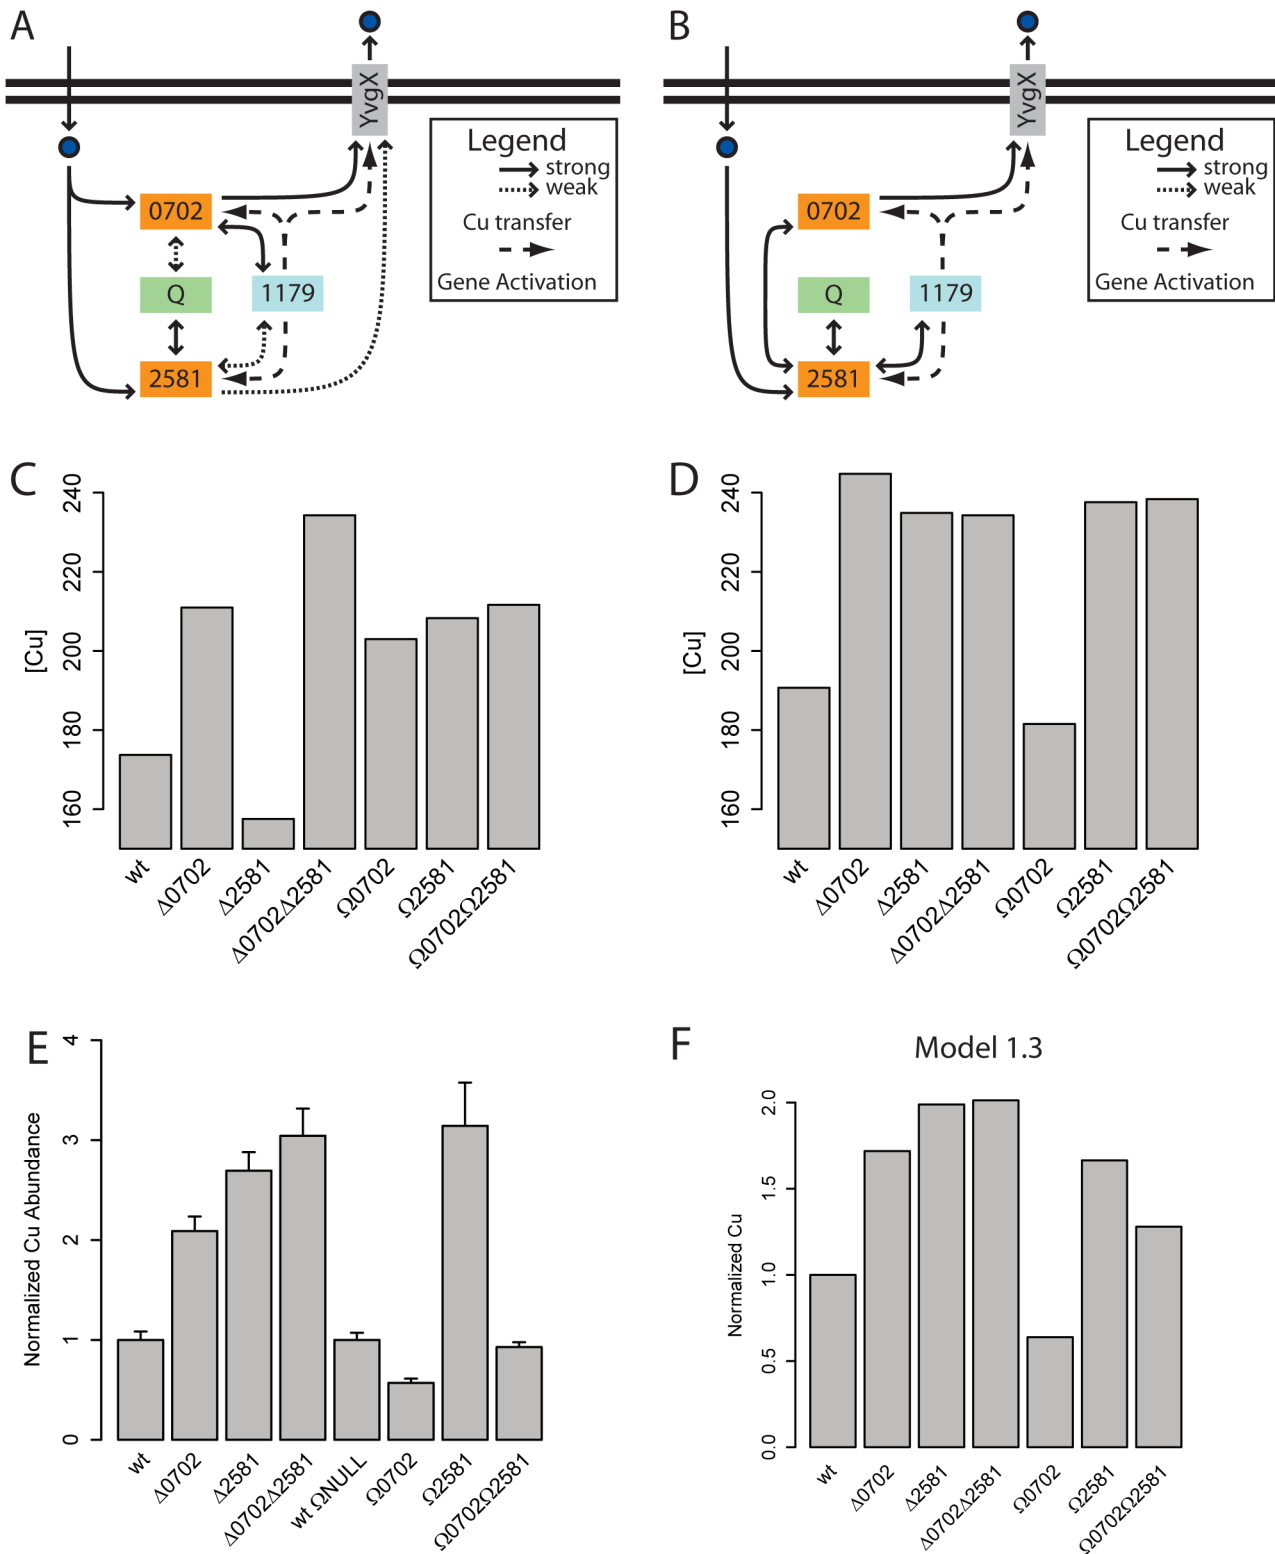 A
YvgX
Legend
strong
weak
Cu transfer
Gene Activation
0702
Q
1179
2581
B
YvgX
Legend
strong
weak
Cu transfer
Gene Activation
0702
Q
1179
2581
C
[Cu]
240
220
200
180
160
wt
Δ0702
Δ2581
Δ0702Δ2581
Ω0702
Ω2581
Ω0702Ω2581
D
[Cu]
240
220
200
180
160
wt
Δ0702
Δ2581
Δ0702Δ2581
Ω0702
Ω2581
Ω0702Ω2581
E
Normalized Cu Abundance
4
3
2
1
0
wt
Δ0702
Δ2581
Δ0702Δ2581
wt ΩNULL
Ω0702
Ω2581
Ω0702Ω2581
F
Model 1.3
Normalized Cu
2.0
1.5
1.0
0.5
0.0
wt
Δ0702
Δ2581
Δ0702Δ2581
Ω0702
Ω2581
Ω0702Ω2581